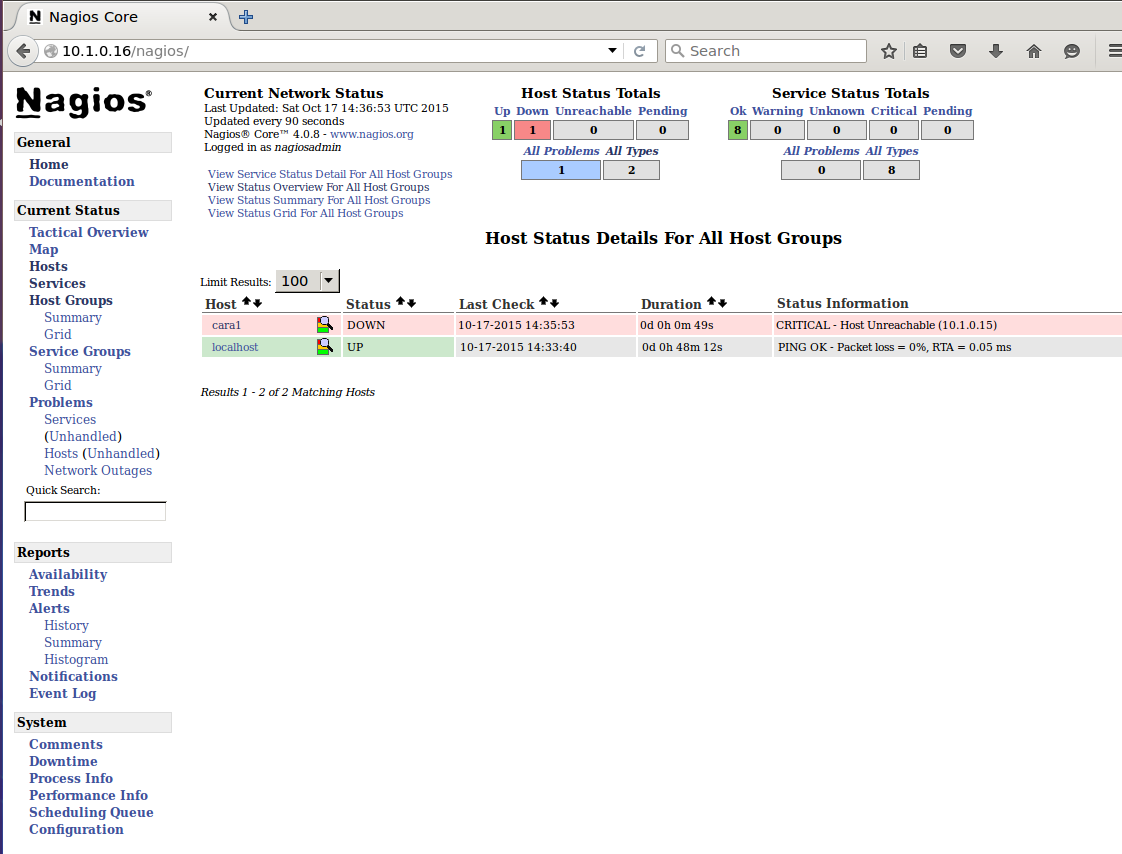 Nagios Core
10.1.0.16/nagios/
Search
Nagios®
General
Home
Documentation
Current Status
Tactical Overview
Map
Hosts
Services
Host Groups
Summary
Grid
Service Groups
Summary
Grid
Problems
Services
(Unhandled)
Hosts (Unhandled)
Network Outages
Quick Search:
Reports
Availability
Trends
Alerts
History
Summary
Histogram
Notifications
Event Log
System
Comments
Downtime
Process Info
Performance Info
Scheduling Queue
Configuration
Current Network Status
Last Updated: Sat Oct 17 14:36:53 UTC 2015
Updated every 90 seconds
Nagios® Core™ 4.0.8 - www.nagios.org
Logged in as nagiosadmin
View Service Status Detail For All Host Groups
View Status Overview For All Host Groups
View Status Summary For All Host Groups
View Status Grid For All Host Groups
Host Status Totals
Up Down Unreachable Pending
1 1 0 0
All Problems All Types
1 2
Service Status Totals
Ok Warning Unknown Critical Pending
8 0 0 0 0
All Problems All Types
0 8
Host Status Details For All Host Groups
Limit Results: 100
Host Status Last Check Duration Status Information
cara1 DOWN 10-17-2015 14:35:53 0d 0h 0m 49s CRITICAL - Host Unreachable (10.1.0.15)
localhost UP 10-17-2015 14:33:40 0d 0h 48m 12s PING OK - Packet loss = 0%, RTA = 0.05 ms
Results 1 - 2 of 2 Matching Hosts